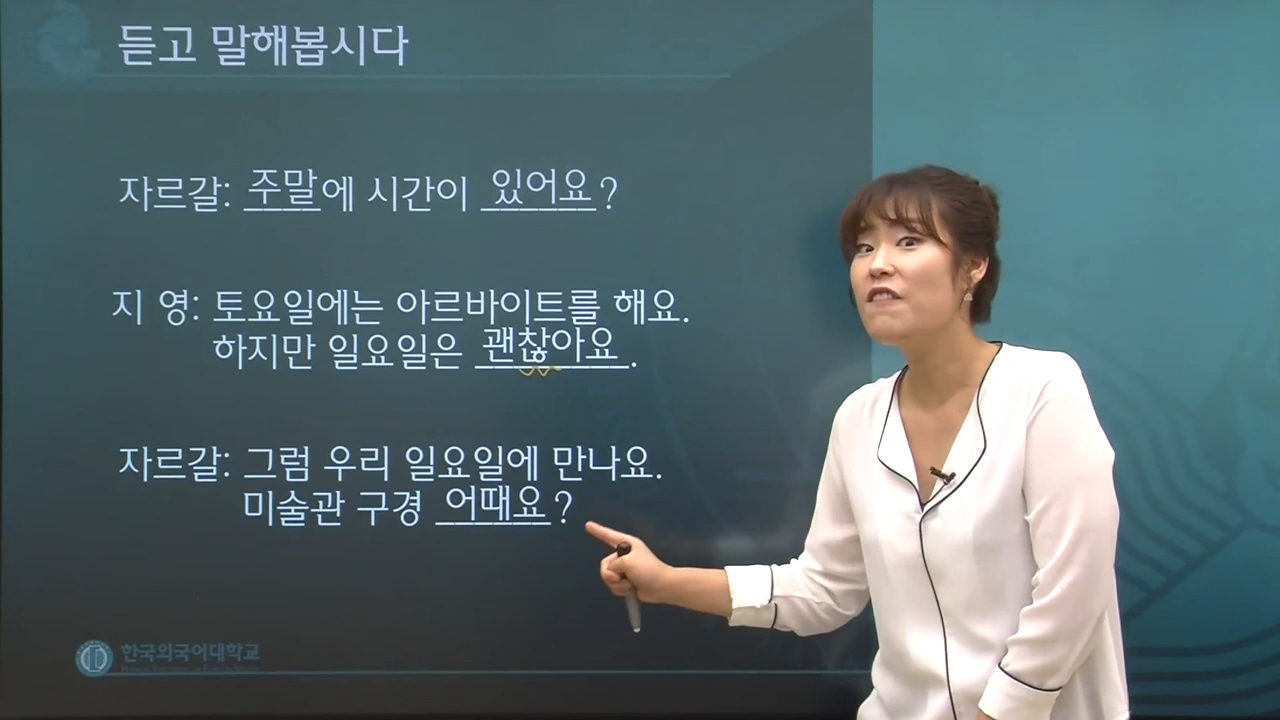 듣고 말해봅시다
자르갈: 주말에 시간이 있어요?
지 영: 토요일에는 아르바이트를 해요.
하지만 일요일은 괜찮아요.
자르갈: 그럼 우리 일요일에 만나요.
미술관 구경 어때요?
한국외국어대학교